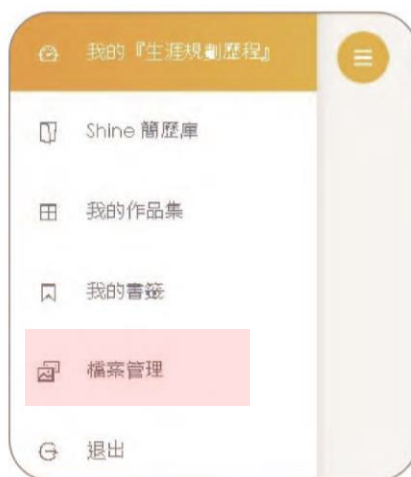 我的『生涯規劃歷程』
Shine 簡歷庫
我的作品集
我的書籤
檔案管理
退出